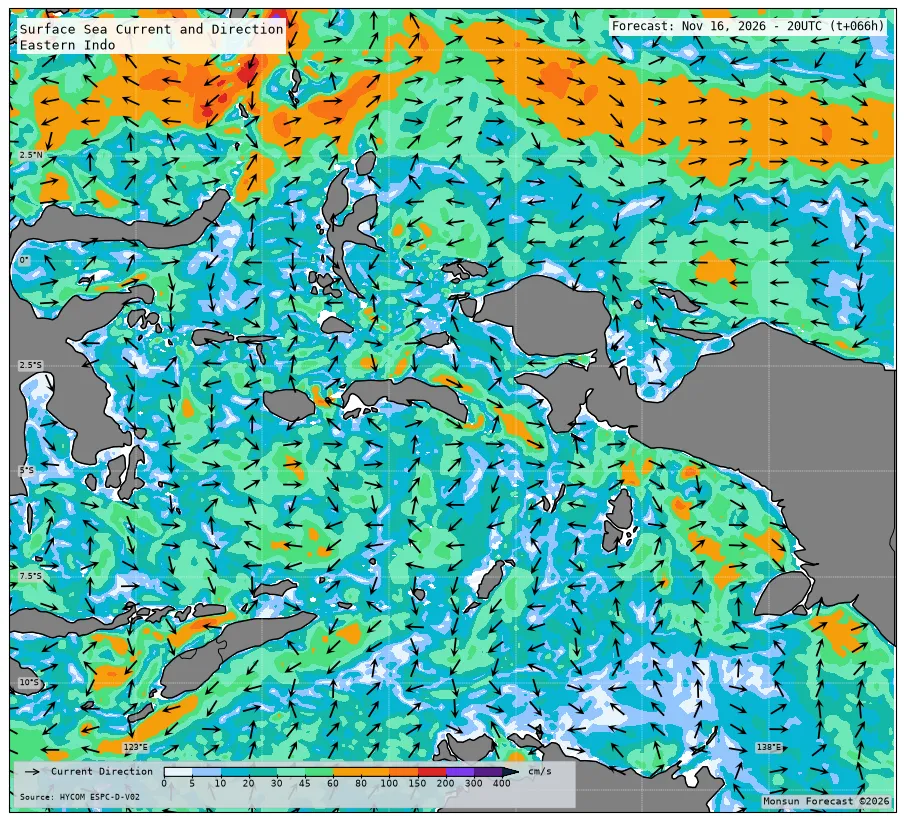 Surface Sea Current and Direction
Eastern Indo
Forecast: Nov 16, 2026 - 20UTC (t+066h)
2.5°N
0°
2.5°S
5°S
7.5°S
10°S
123°E
138°E
Current Direction
0 5 10 20 30 45 60 80 100 150 200 300 400
cm/s
Source: HYCOM ESPC-D-V02
Monsun Forecast ©2026